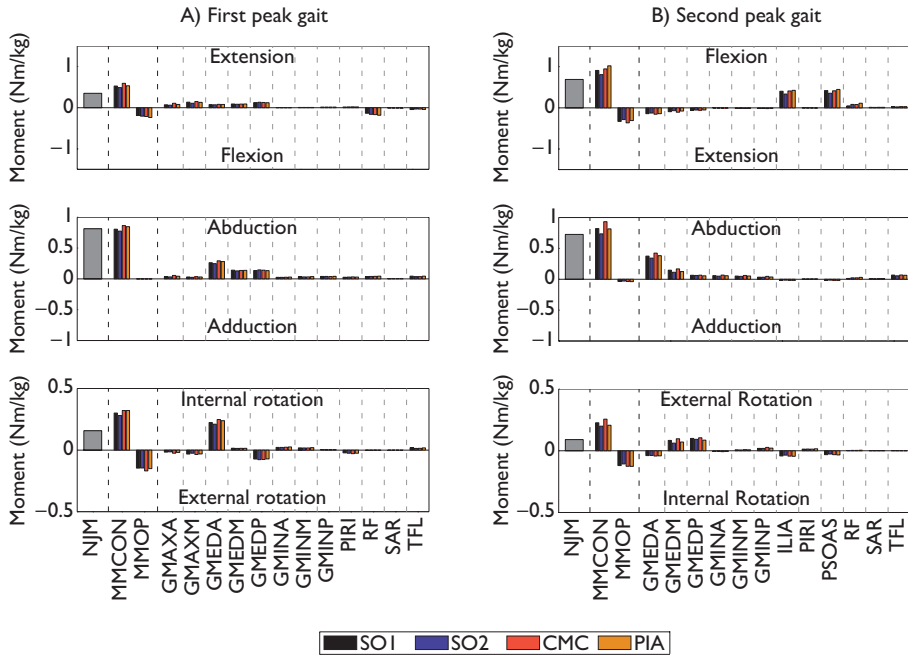 A) First peak gait
B) Second peak gait
Moment (Nm/kg)
1
0
−1
Extension
Flexion
Moment (Nm/kg)
1
0
−1
Flexion
Extension
Moment (Nm/kg)
1
0.5
0
−0.5
−1
Abduction
Adduction
Moment (Nm/kg)
1
0.5
0
−0.5
−1
Abduction
Adduction
Moment (Nm/kg)
0.5
0
−0.5
Internal rotation
External rotation
Moment (Nm/kg)
0.5
0
−0.5
External Rotation
Internal Rotation
NJM
MMCON
MMOP
GMAXA
GMAXM
GMEDA
GMEDM
GMEDP
GMINA
GMINM
GMINP
PIRI
RF
SAR
TFL
NJM
MMCON
MMOP
GMEDA
GMEDM
GMEDP
GMINA
GMINM
GMINP
ILIA
PIRI
PSOAS
RF
SAR
TFL
SO1 SO2 CMC PIA